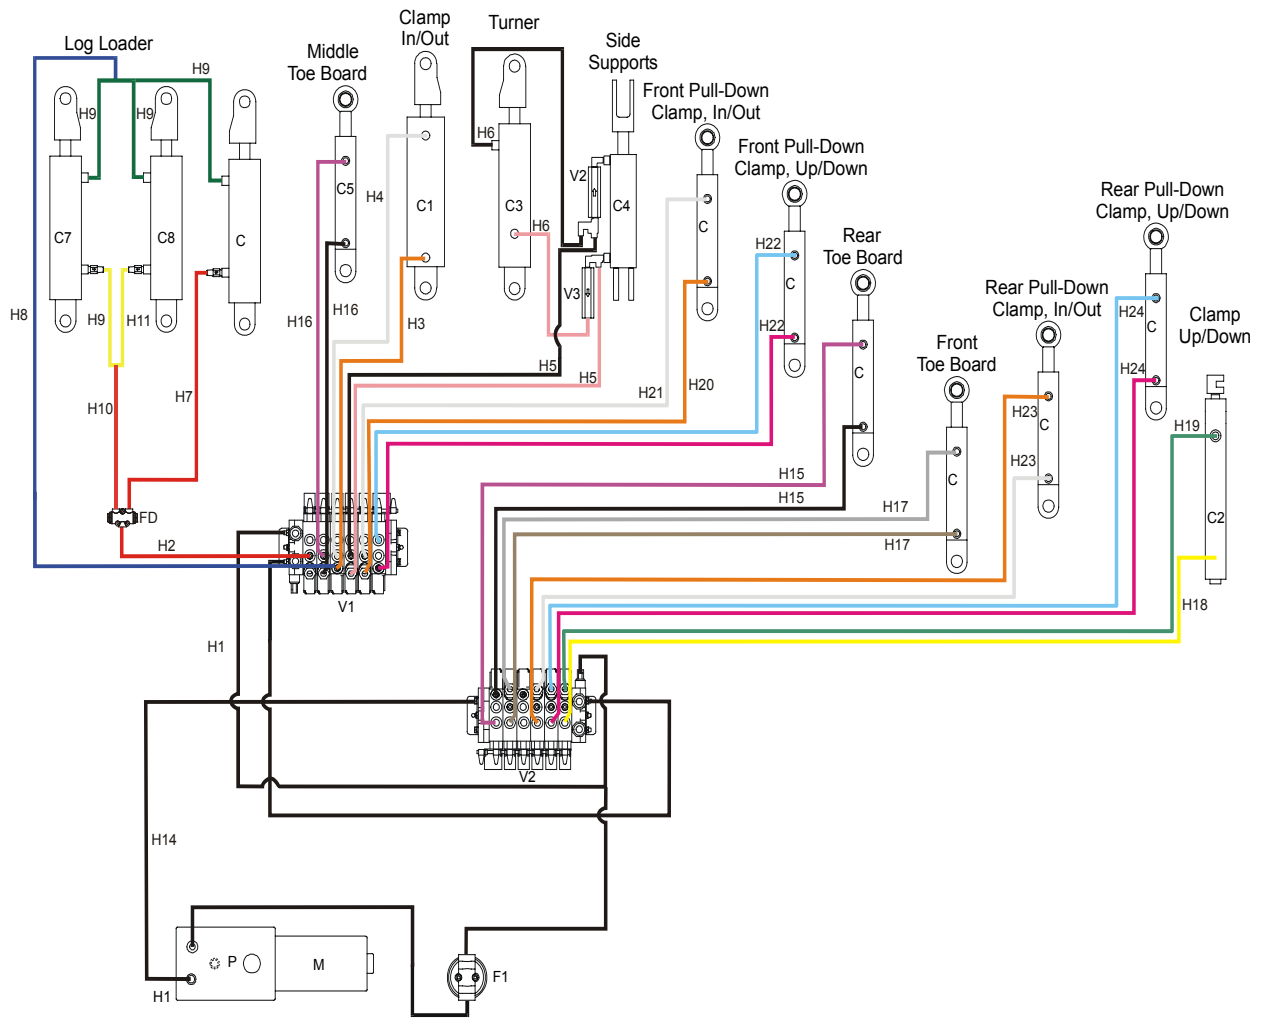 Log Loader
H9
H9
H9
C7
C8
C
H8
H9
H11
H10
H7
FD
H2
Middle
Toe Board
C5
H16
H16
Clamp
In/Out
H4
C1
H3
Turner
H6
C3
H6
Side
Supports
V2
C4
V3
H5
H5
Front Pull-Down
Clamp, In/Out
C
H21
H20
Front Pull-Down
Clamp, Up/Down
H22
C
H22
Rear
Toe Board
C
H15
H15
Front
Toe Board
C
H17
H17
Rear Pull-Down
Clamp, In/Out
H23
C
H23
Rear Pull-Down
Clamp, Up/Down
H24
C
H24
Clamp
Up/Down
H19
C2
H18
V1
H1
V2
H14
P
M
H1
F1